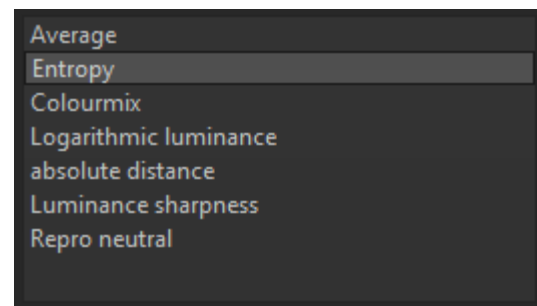 Average
Entropy
Colourmix
Logarithmic luminance
absolute distance
Luminance sharpness
Repro neutral